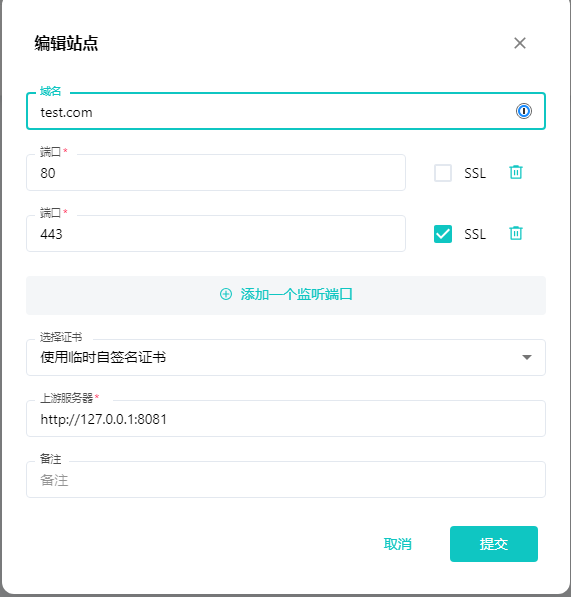 编辑站点
域名
test.com
端口*
80
SSL
端口*
443
SSL
添加一个监听端口
选择证书
使用临时自签名证书
上游服务器*
http://127.0.0.1:8081
备注
备注
取消
提交